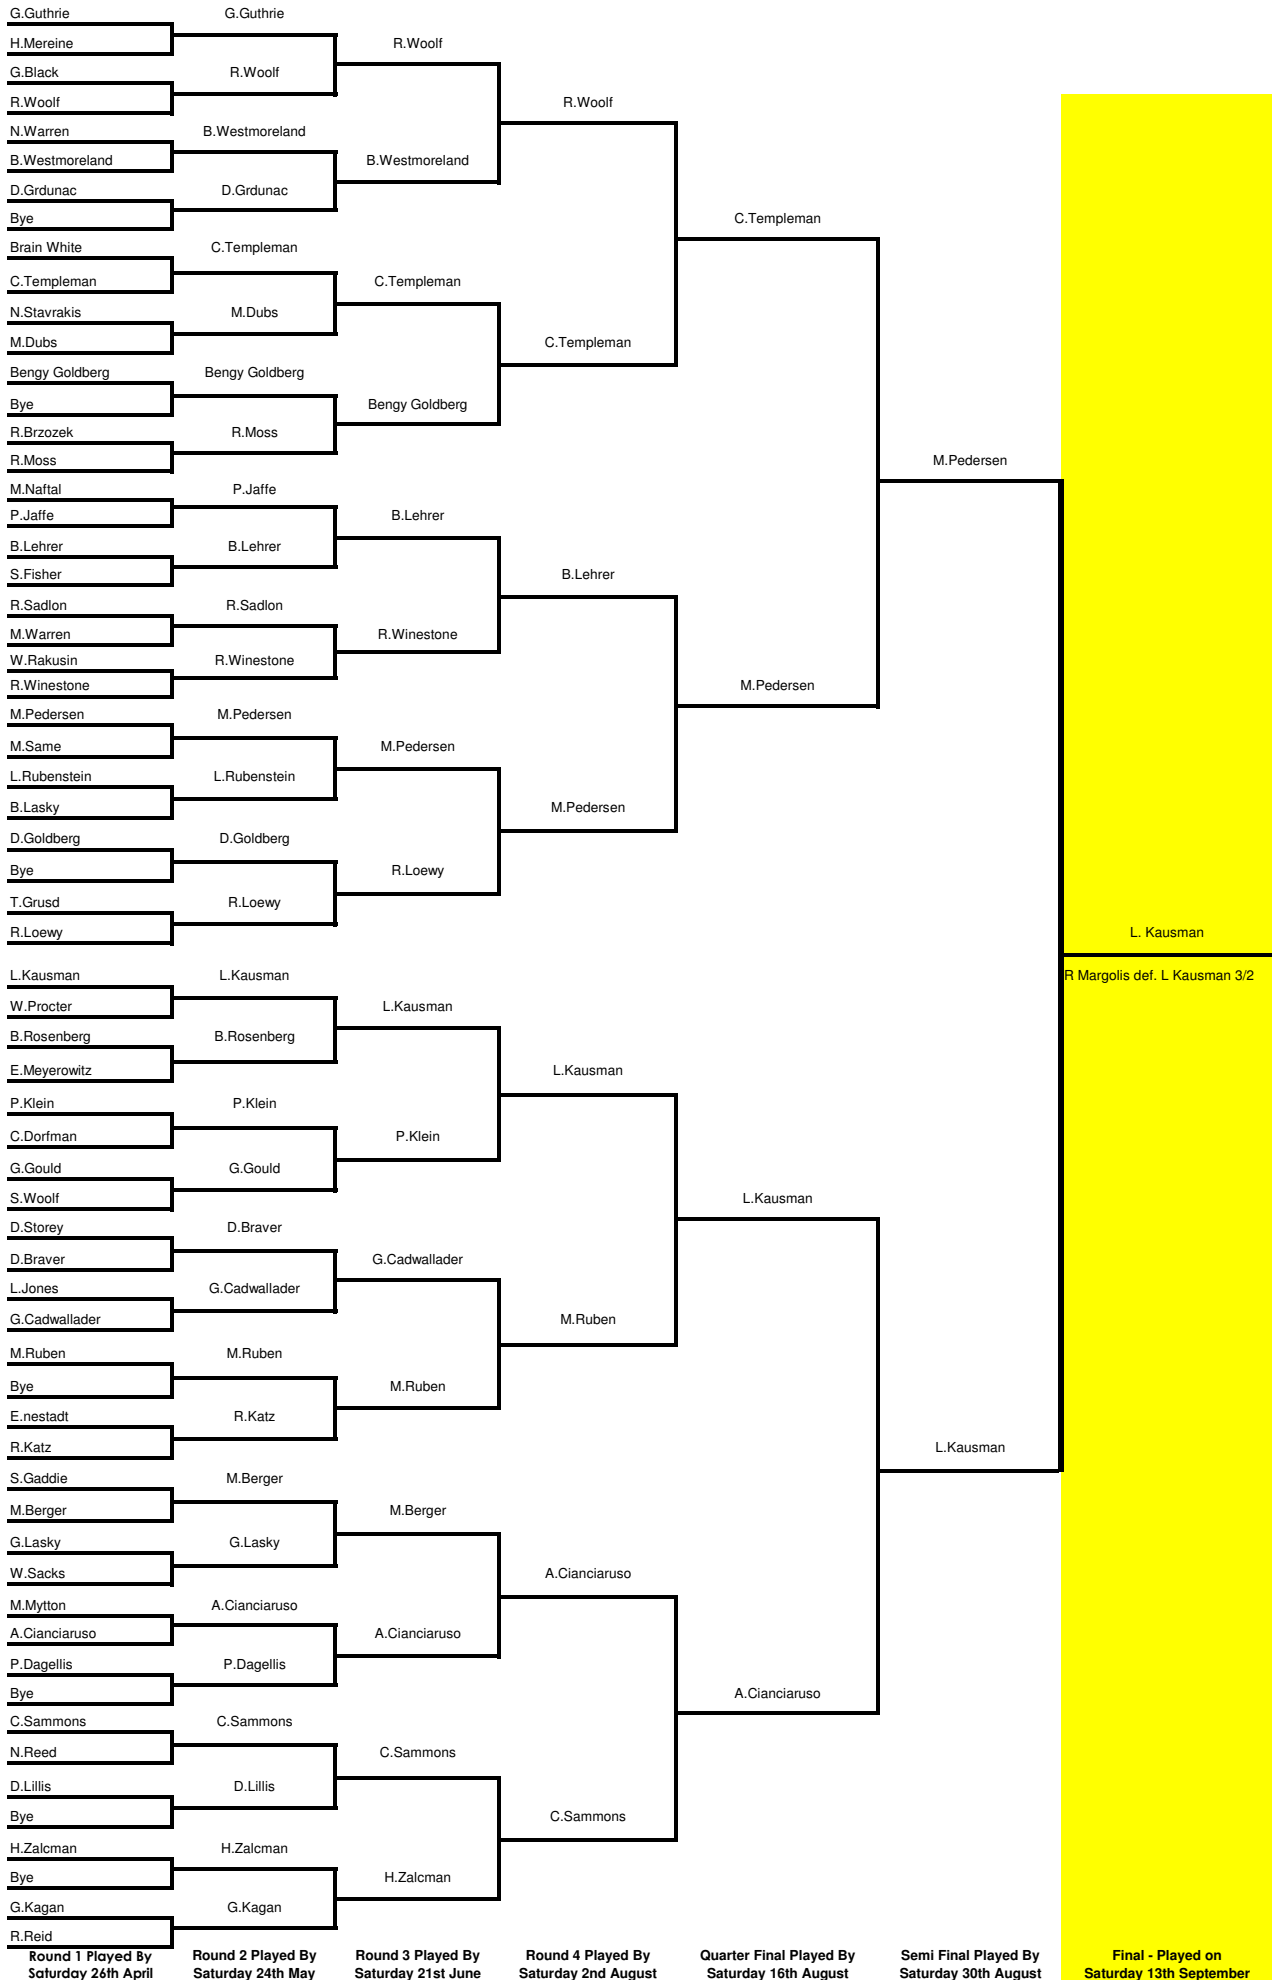 G.Guthrie
H.Mereine
G.Black
R.Woolf
N.Warren
B.Westmoreland
D.Grdunac
Bye
Brain White
C.Templeman
N.Stavrakis
M.Dubs
Bengy Goldberg
Bye
R.Brzozek
R.Moss
M.Naftal
P.Jaffe
B.Lehrer
S.Fisher
R.Sadlon
M.Warren
W.Rakusin
R.Winestone
M.Pedersen
M.Same
L.Rubenstein
B.Lasky
D.Goldberg
Bye
T.Grusd
R.Loewy
L.Kausman
W.Procter
B.Rosenberg
E.Meyerowitz
P.Klein
C.Dorfman
G.Gould
S.Woolf
D.Storey
D.Braver
L.Jones
G.Cadwallader
M.Ruben
Bye
E.nestadt
R.Katz
S.Gaddie
M.Berger
G.Lasky
W.Sacks
M.Mytton
A.Cianciaruso
P.Dagellis
Bye
C.Sammons
N.Reed
D.Lillis
Bye
H.Zalcman
Bye
G.Kagan
R.Reid
Round 1 Played By
Saturday 26th April
G.Guthrie
R.Woolf
B.Westmoreland
D.Grdunac
C.Templeman
M.Dubs
Bengy Goldberg
R.Moss
P.Jaffe
B.Lehrer
R.Sadlon
R.Winestone
M.Pedersen
L.Rubenstein
D.Goldberg
R.Loewy
L.Kausman
B.Rosenberg
P.Klein
G.Gould
D.Braver
G.Cadwallader
M.Ruben
R.Katz
M.Berger
G.Lasky
A.Cianciaruso
P.Dagellis
C.Sammons
D.Lillis
H.Zalcman
G.Kagan
Round 2 Played By
Saturday 24th May
R.Woolf
B.Westmoreland
C.Templeman
Bengy Goldberg
B.Lehrer
R.Winestone
M.Pedersen
R.Loewy
L.Kausman
P.Klein
G.Cadwallader
M.Ruben
M.Berger
A.Cianciaruso
C.Sammons
H.Zalcman
Round 3 Played By
Saturday 21st June
R.Woolf
C.Templeman
B.Lehrer
M.Pedersen
L.Kausman
M.Ruben
A.Cianciaruso
C.Sammons
Round 4 Played By
Saturday 2nd August
C.Templeman
M.Pedersen
L.Kausman
A.Cianciaruso
Quarter Final Played By
Saturday 16th August
M.Pedersen
L.Kausman
Semi Final Played By
Saturday 30th August
L. Kausman
R Margolis def. L Kausman 3/2
Final - Played on
Saturday 13th September